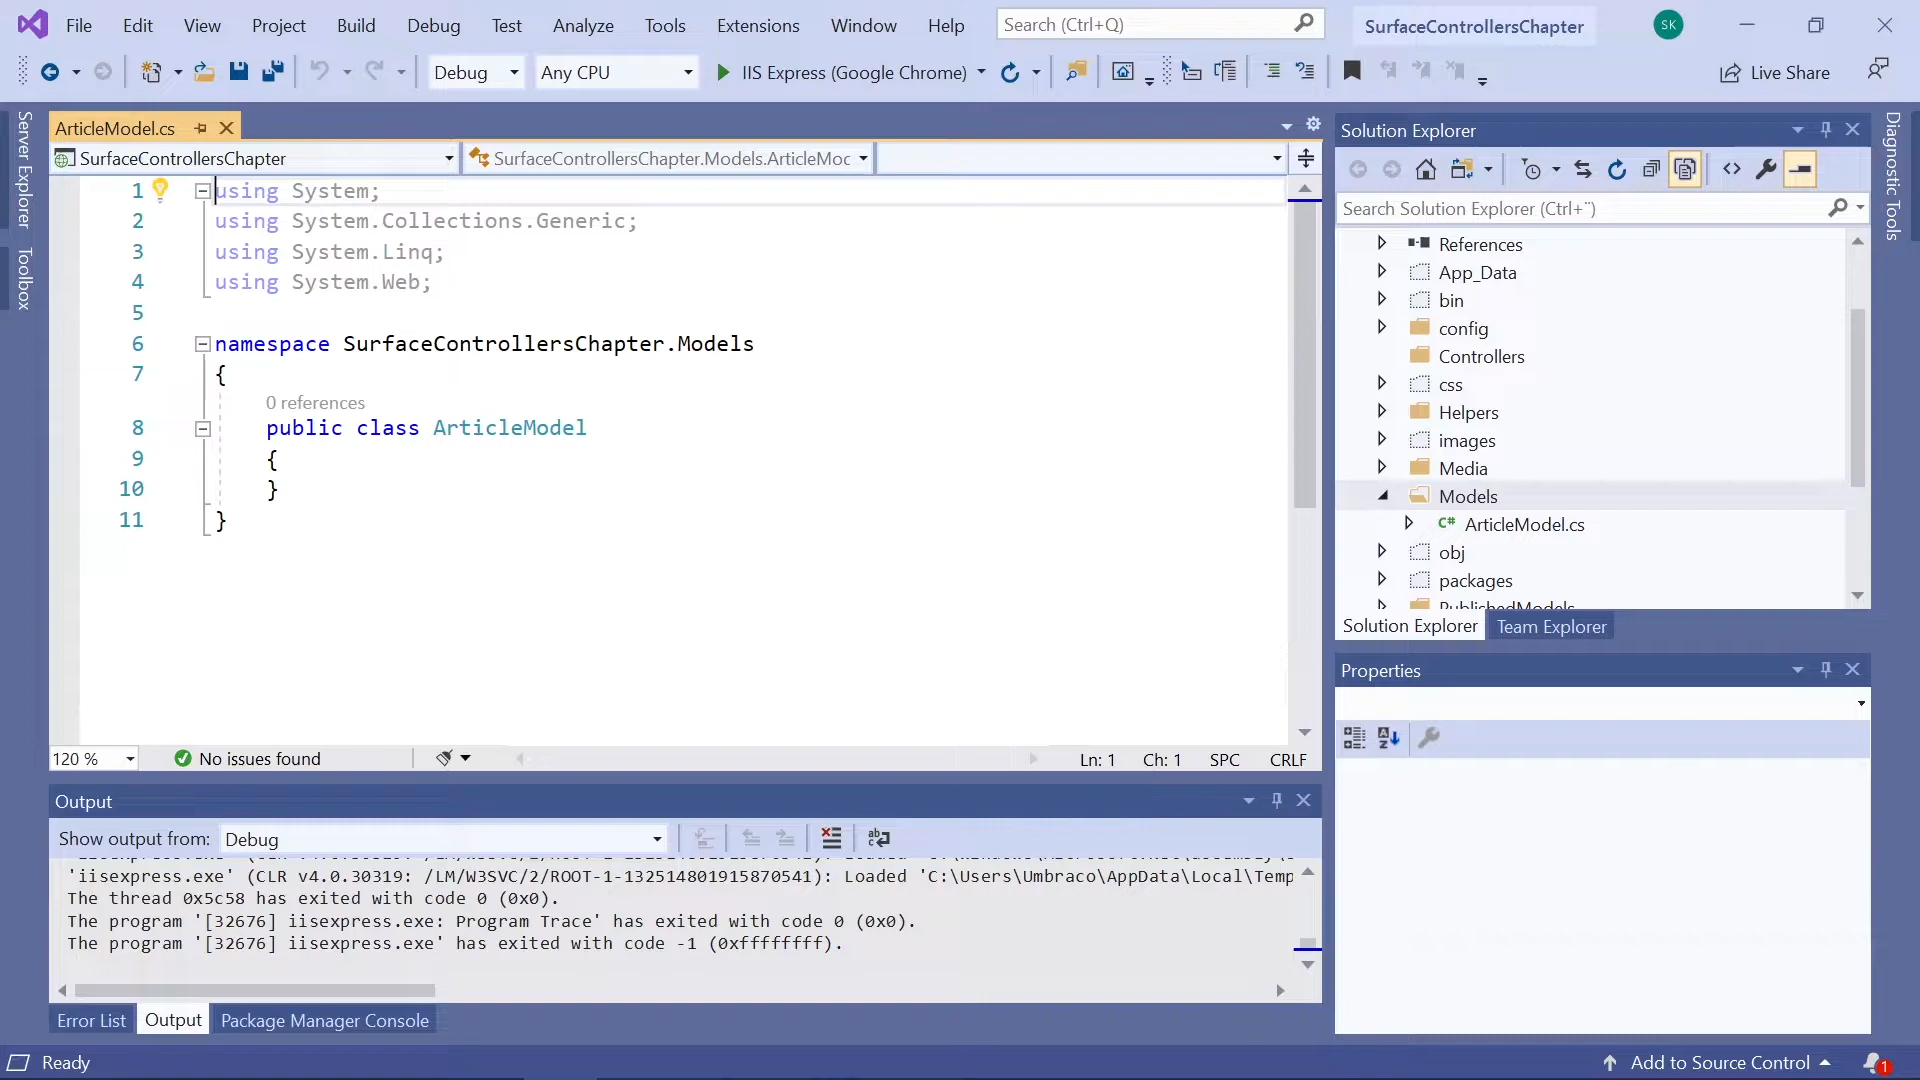 File Edit View Project Build Debug Test Analyze Tools Extensions Window Help Search (Ctrl+Q) SurfaceControllersChapter SK
Debug Any CPU IIS Express (Google Chrome) Live Share
Server Explorer
Toolbox
ArticleModel.cs
SurfaceControllersChapter SurfaceControllersChapter.Models.ArticleMoc
1 using System;
2 using System.Collections.Generic;
3 using System.Linq;
4 using System.Web;
5
6 namespace SurfaceControllersChapter.Models
7 {
0 references
8 public class ArticleModel
9 {
10 }
11 }
120 % No issues found Ln: 1 Ch: 1 SPC CRLF
Output
Show output from: Debug
'iisexpress.exe' (CLR v4.0.30319: /LM/W3SVC/2/ROOT-1-132514801915870541): Loaded 'C:\Users\Umbraco\AppData\Local\Temp
The thread 0x5c58 has exited with code 0 (0x0).
The program '[32676] iisexpress.exe: Program Trace' has exited with code 0 (0x0).
The program '[32676] iisexpress.exe' has exited with code -1 (0xffffffff).
Error List Output Package Manager Console
Solution Explorer
Search Solution Explorer (Ctrl+¨)
References
App_Data
bin
config
Controllers
css
Helpers
images
Media
Models
C# ArticleModel.cs
obj
packages
PublishedModels
Solution Explorer Team Explorer
Properties
Diagnostic Tools
Ready Add to Source Control 1